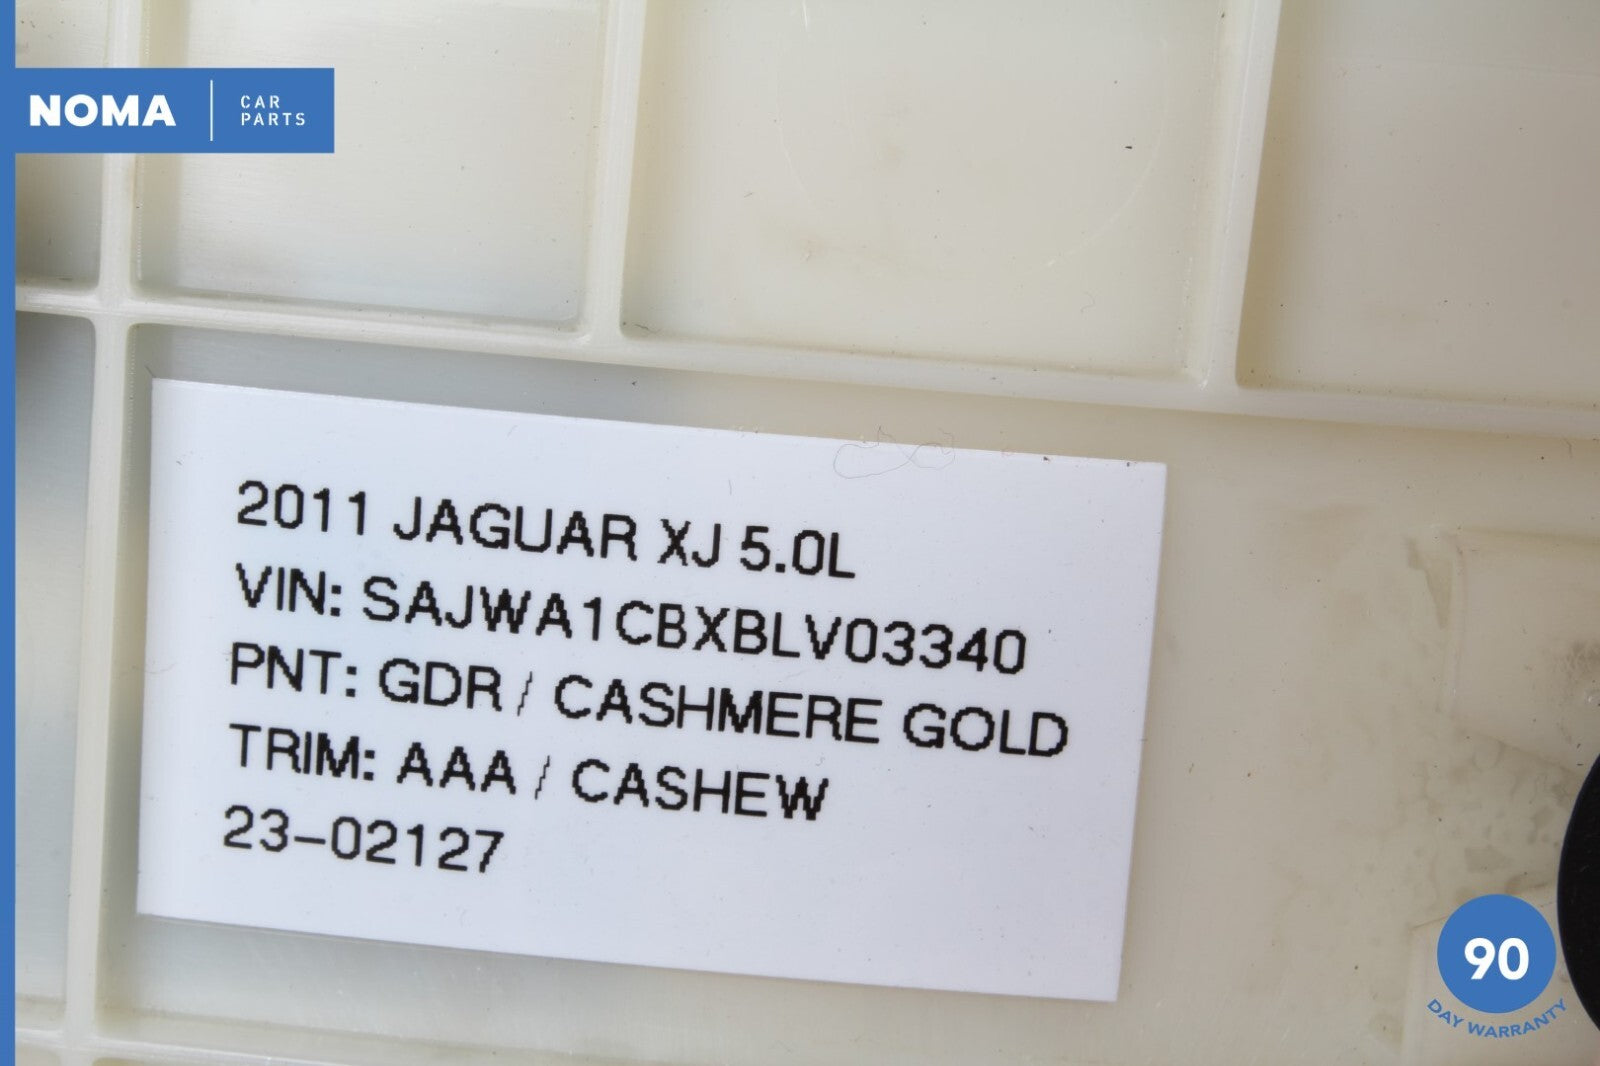 NOMA
CAR
PARTS
2011 JAGUAR XJ 5.0L
VIN: SAJWA1CBXBLV03340
PNT: GDR / CASHMERE GOLD
TRIM: AAA / CASHEW
23-02127
90
DAY WARRANTY